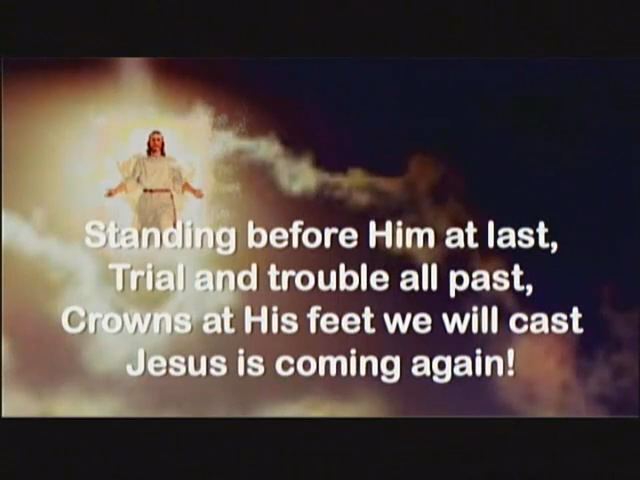 Standing before Him at last,
Trial and trouble all past,
Crowns at His feet we will cast
Jesus is coming again!